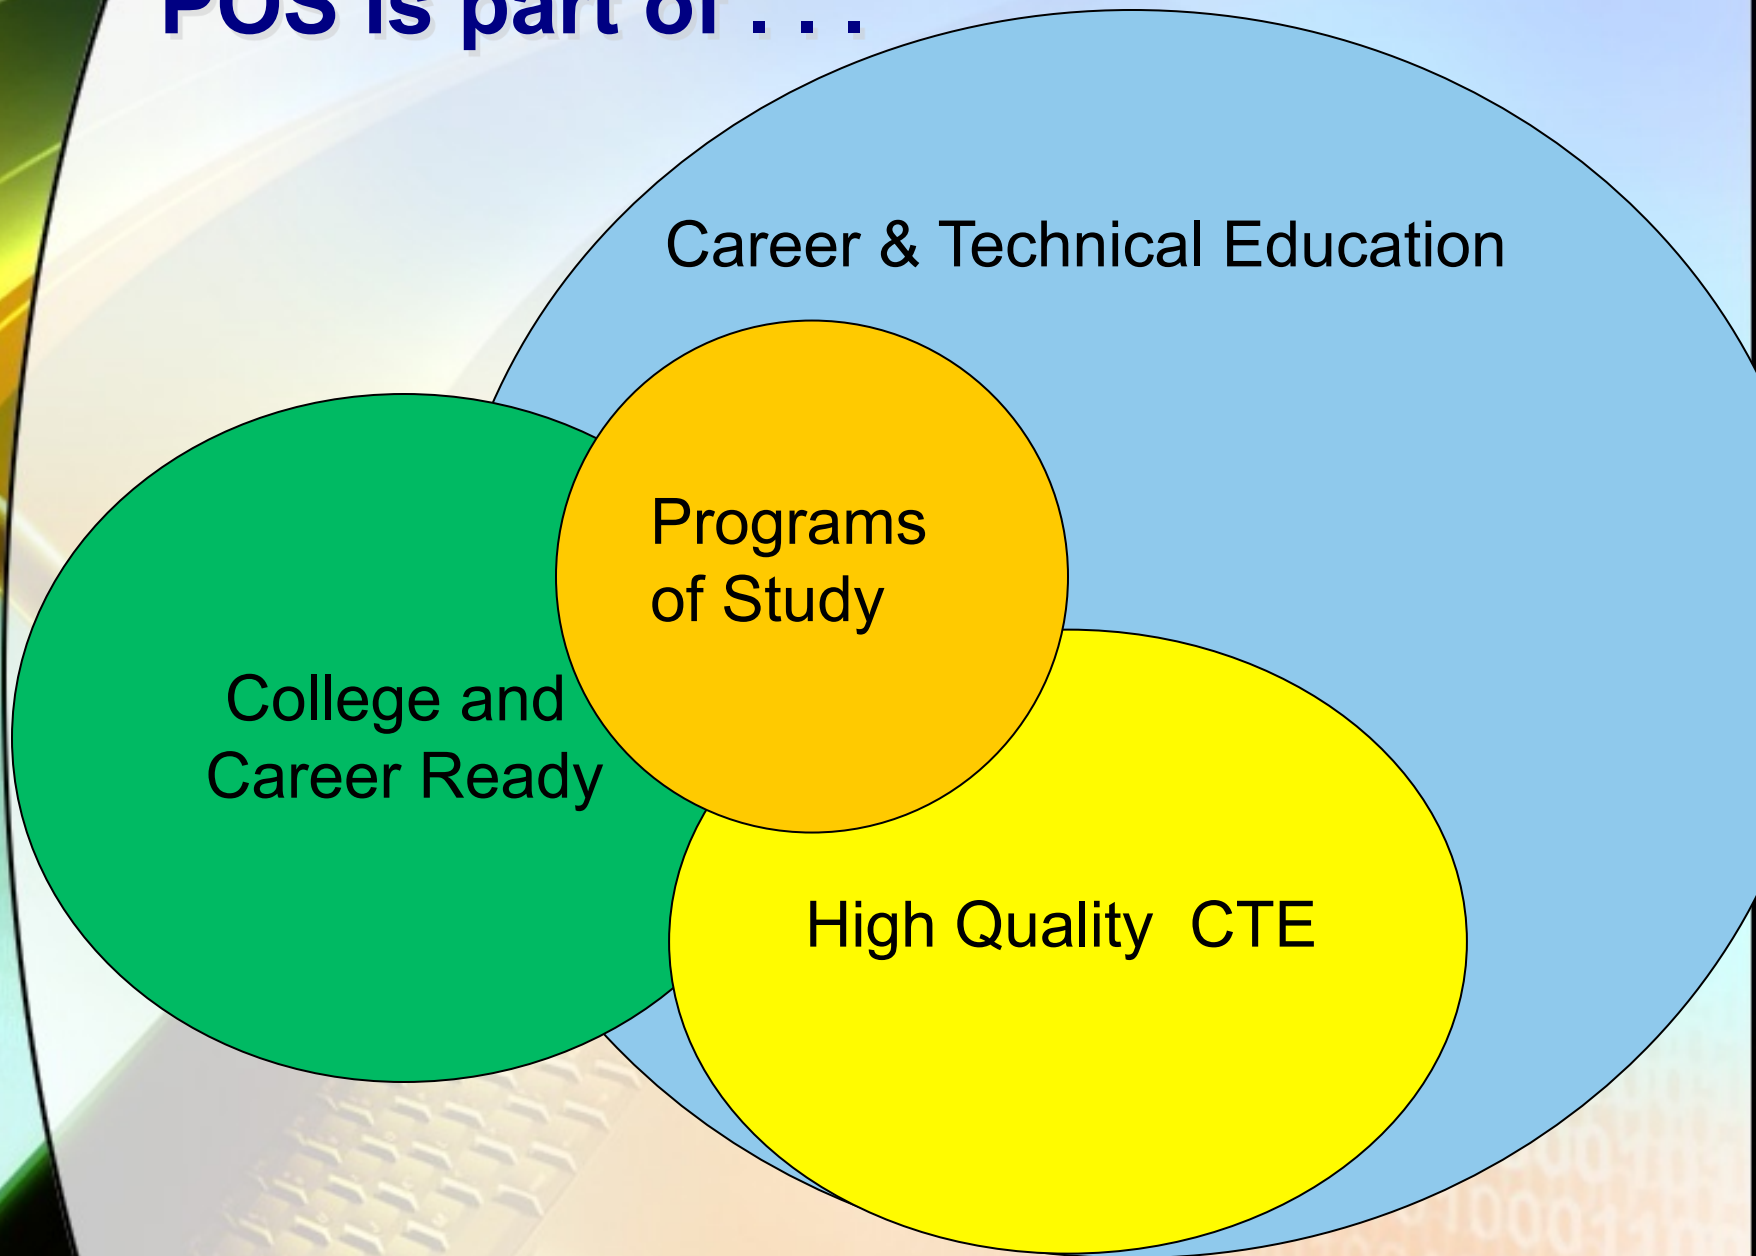 POS is part of . . .
Career & Technical Education
Programs
of Study
College and
Career Ready
High Quality  CTE